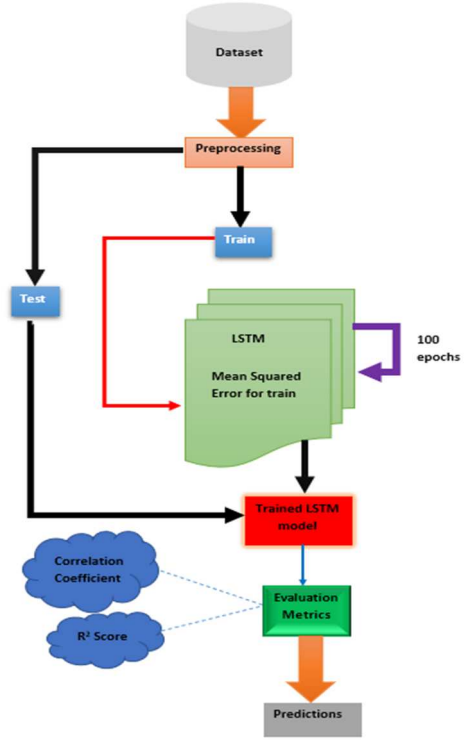 Dataset
Preprocessing
Train
Test
LSTM
Mean Squared
Error for train
100
epochs
Trained LSTM
model
Correlation
Coefficient
R² Score
Evaluation
Metrics
Predictions